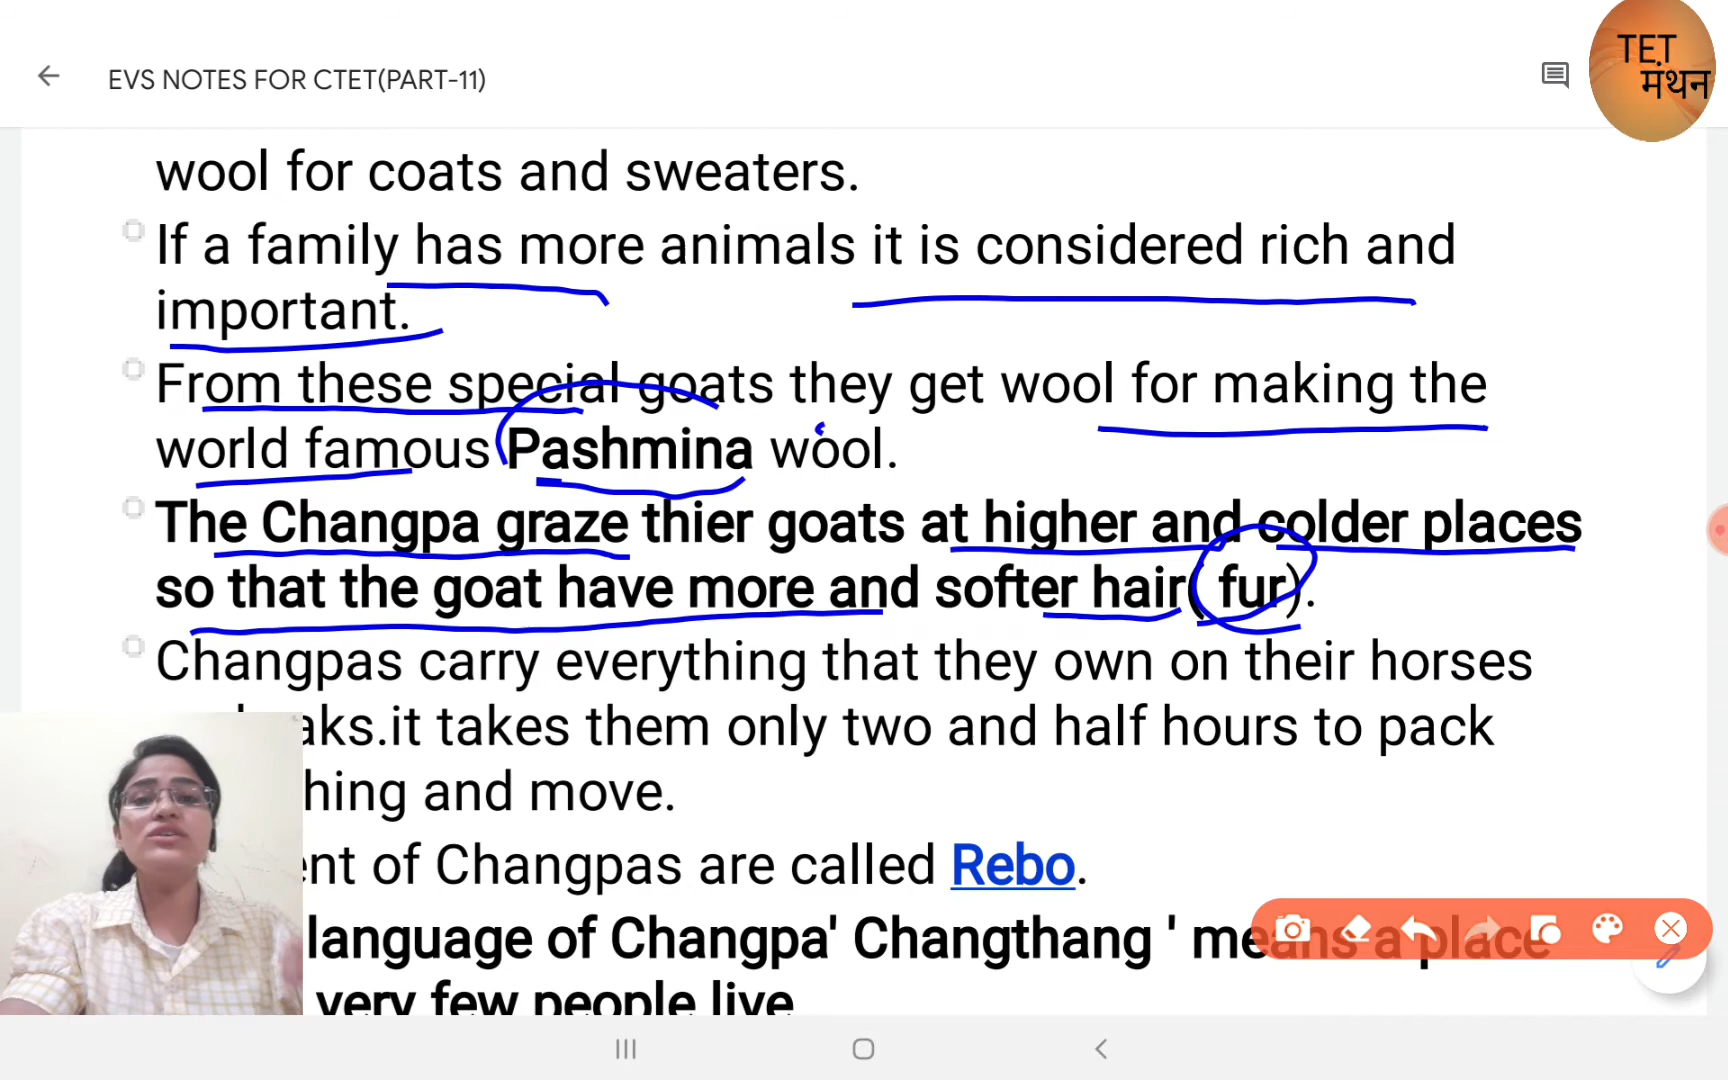 TET
मंथन
EVS NOTES FOR CTET(PART-11)
wool for coats and sweaters.
If a family has more animals it is considered rich and
important.
From these special goats they get wool for making the
world famous Pashmina wool.
The Changpa graze thier goats at higher and colder places
so that the goat have more and softer hair( fur).
Changpas carry everything that they own on their horses
aks.it takes them only two and half hours to pack
hing and move.
ent of Changpas are called Rebo.
language of Changpa' Changthang ' means a place
very few people live